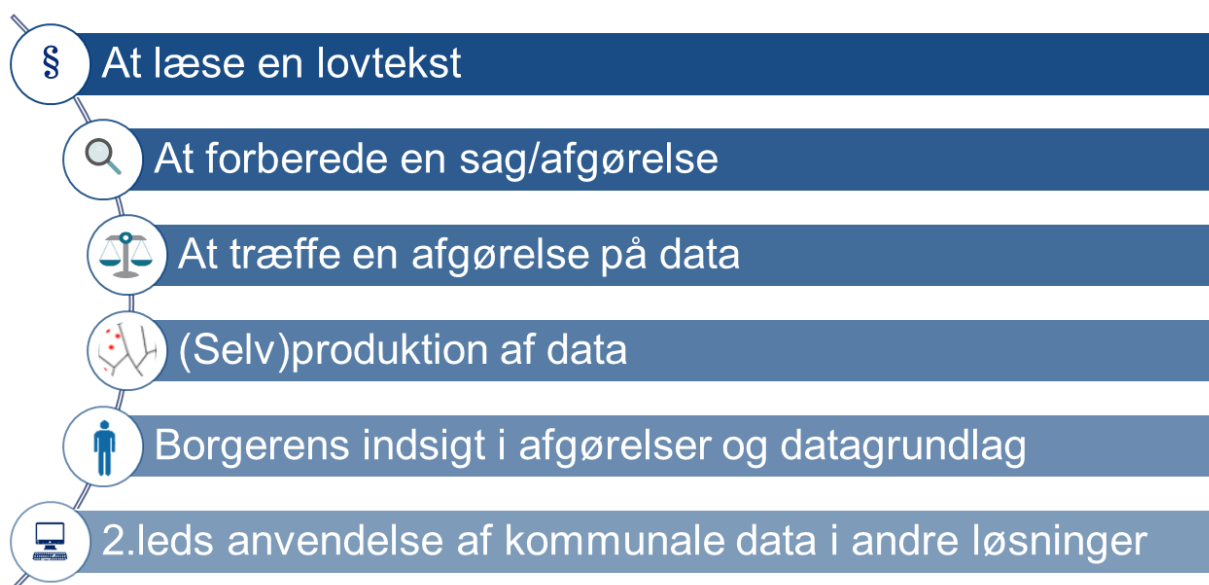 § At læse en lovtekst
At forberede en sag/afgørelse
At træffe en afgørelse på data
(Selv)produktion af data
Borgerens indsigt i afgørelser og datagrundlag
2.leds anvendelse af kommunale data i andre løsninger